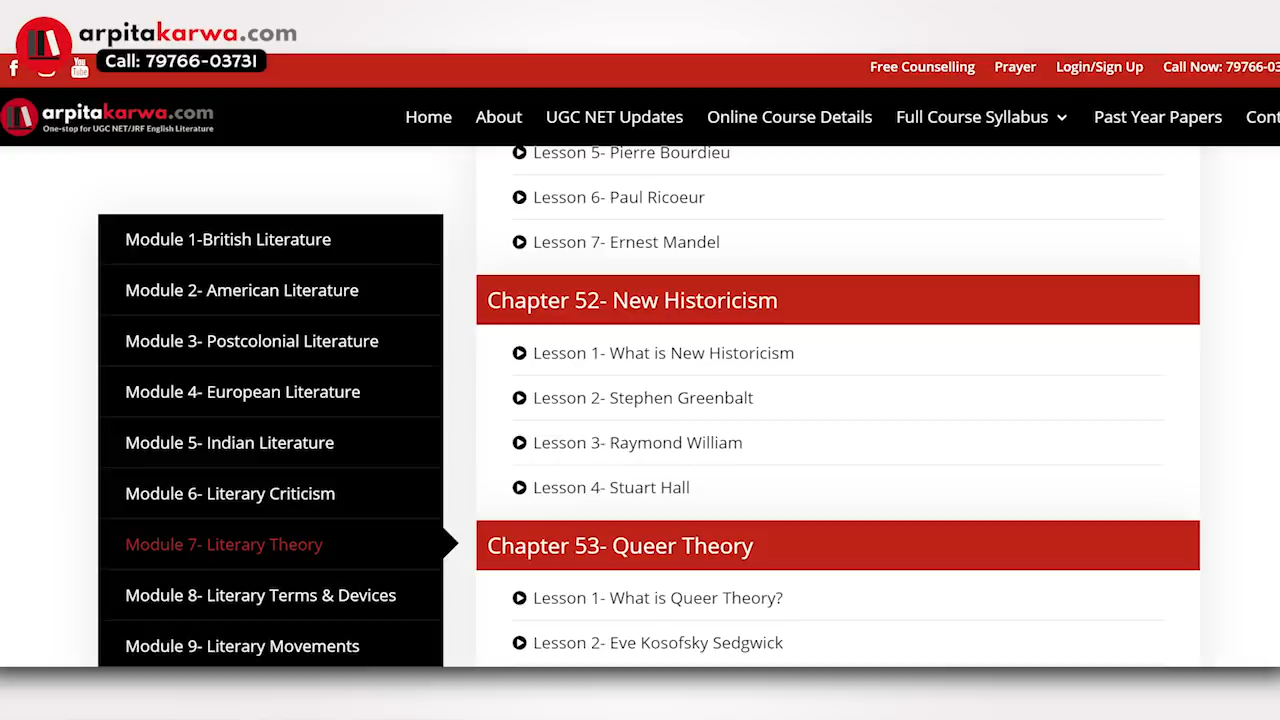 arpitakarwa.com
Call: 79766-03731
You
Tube
Free Counselling Prayer Login/Sign Up Call Now: 79766-03
arpitakarwa.com
One-stop for UGC NET/JRF English Literature
Home About UGC NET Updates Online Course Details Full Course Syllabus Past Year Papers Cont
Lesson 5- Pierre Bourdieu
Lesson 6- Paul Ricoeur
Lesson 7- Ernest Mandel
Module 1-British Literature
Module 2- American Literature
Module 3- Postcolonial Literature
Module 4- European Literature
Module 5- Indian Literature
Module 6- Literary Criticism
Module 7- Literary Theory
Module 8- Literary Terms & Devices
Module 9- Literary Movements
Chapter 52- New Historicism
Lesson 1- What is New Historicism
Lesson 2- Stephen Greenbalt
Lesson 3- Raymond William
Lesson 4- Stuart Hall
Chapter 53- Queer Theory
Lesson 1- What is Queer Theory?
Lesson 2- Eve Kosofsky Sedgwick